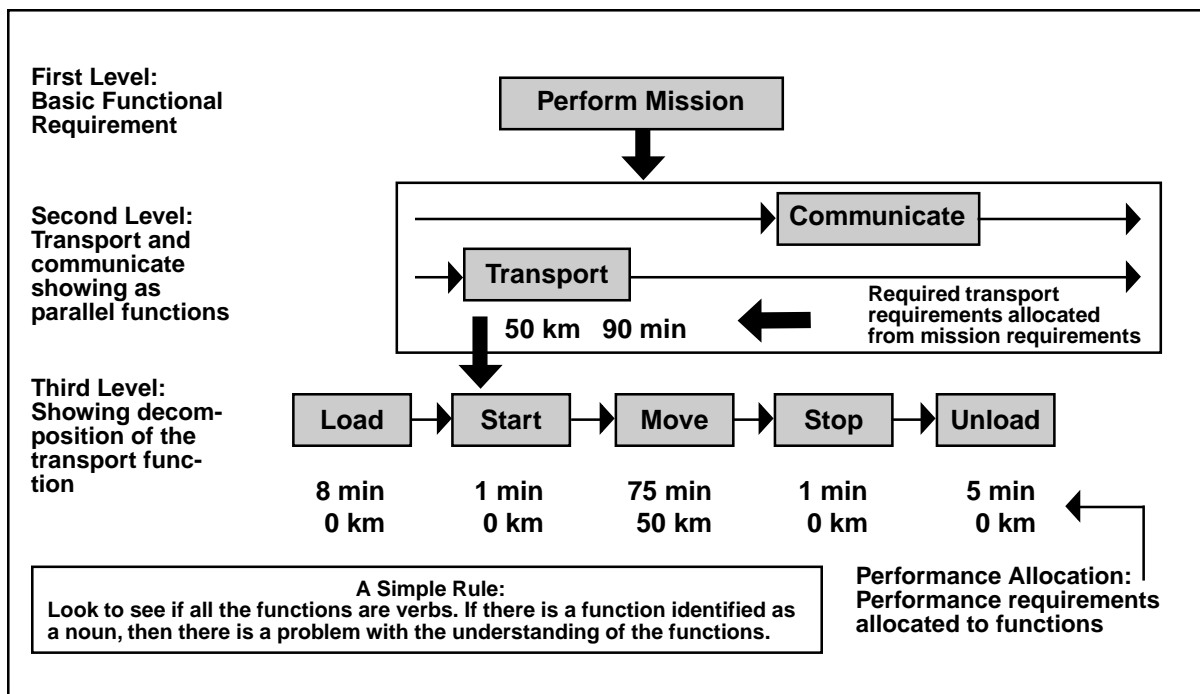 First Level:
Basic Functional
Requirement
Perform Mission
Second Level:
Transport and
communicate
showing as
parallel functions
Communicate
Transport
50 km 90 min
Required transport
requirements allocated
from mission requirements
Third Level:
Showing decom-
position of the
transport func-
tion
Load
Start
Move
Stop
Unload
8 min
0 km
1 min
0 km
75 min
50 km
1 min
0 km
5 min
0 km
Performance Allocation:
Performance requirements
allocated to functions
A Simple Rule:
Look to see if all the functions are verbs. If there is a function identified as
a noun, then there is a problem with the understanding of the functions.